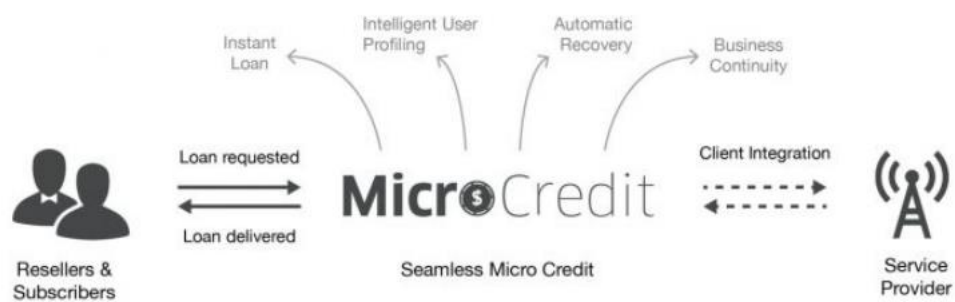 Instant
Loan
Intelligent User
Profiling
Automatic
Recovery
Business
Continuity
Loan requested
Loan delivered
MicroCredit
Seamless Micro Credit
Client Integration
Resellers &
Subscribers
Service
Provider